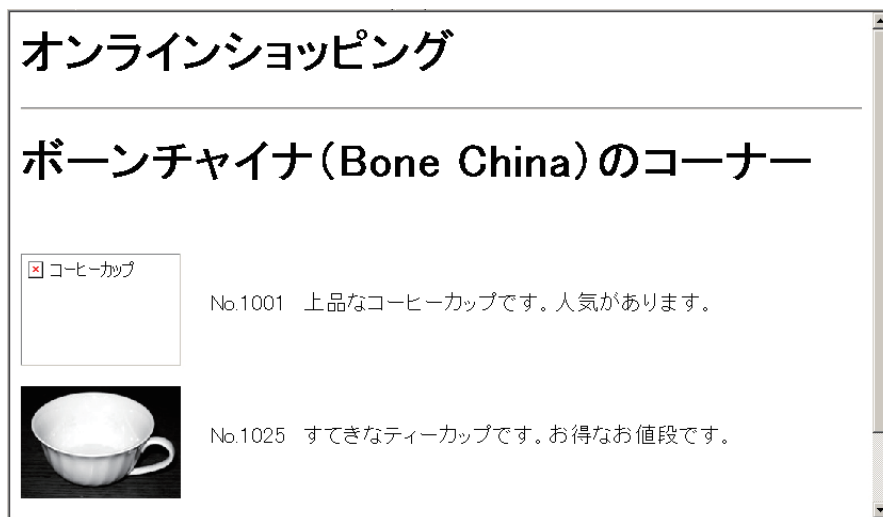 オンラインショッピング
ボーンチャイナ（Bone China）のコーナー
コーヒーカップ
No.1001 上品なコーヒーカップです。人気があります。
No.1025 すてきなティーカップです。お得なお値段です。